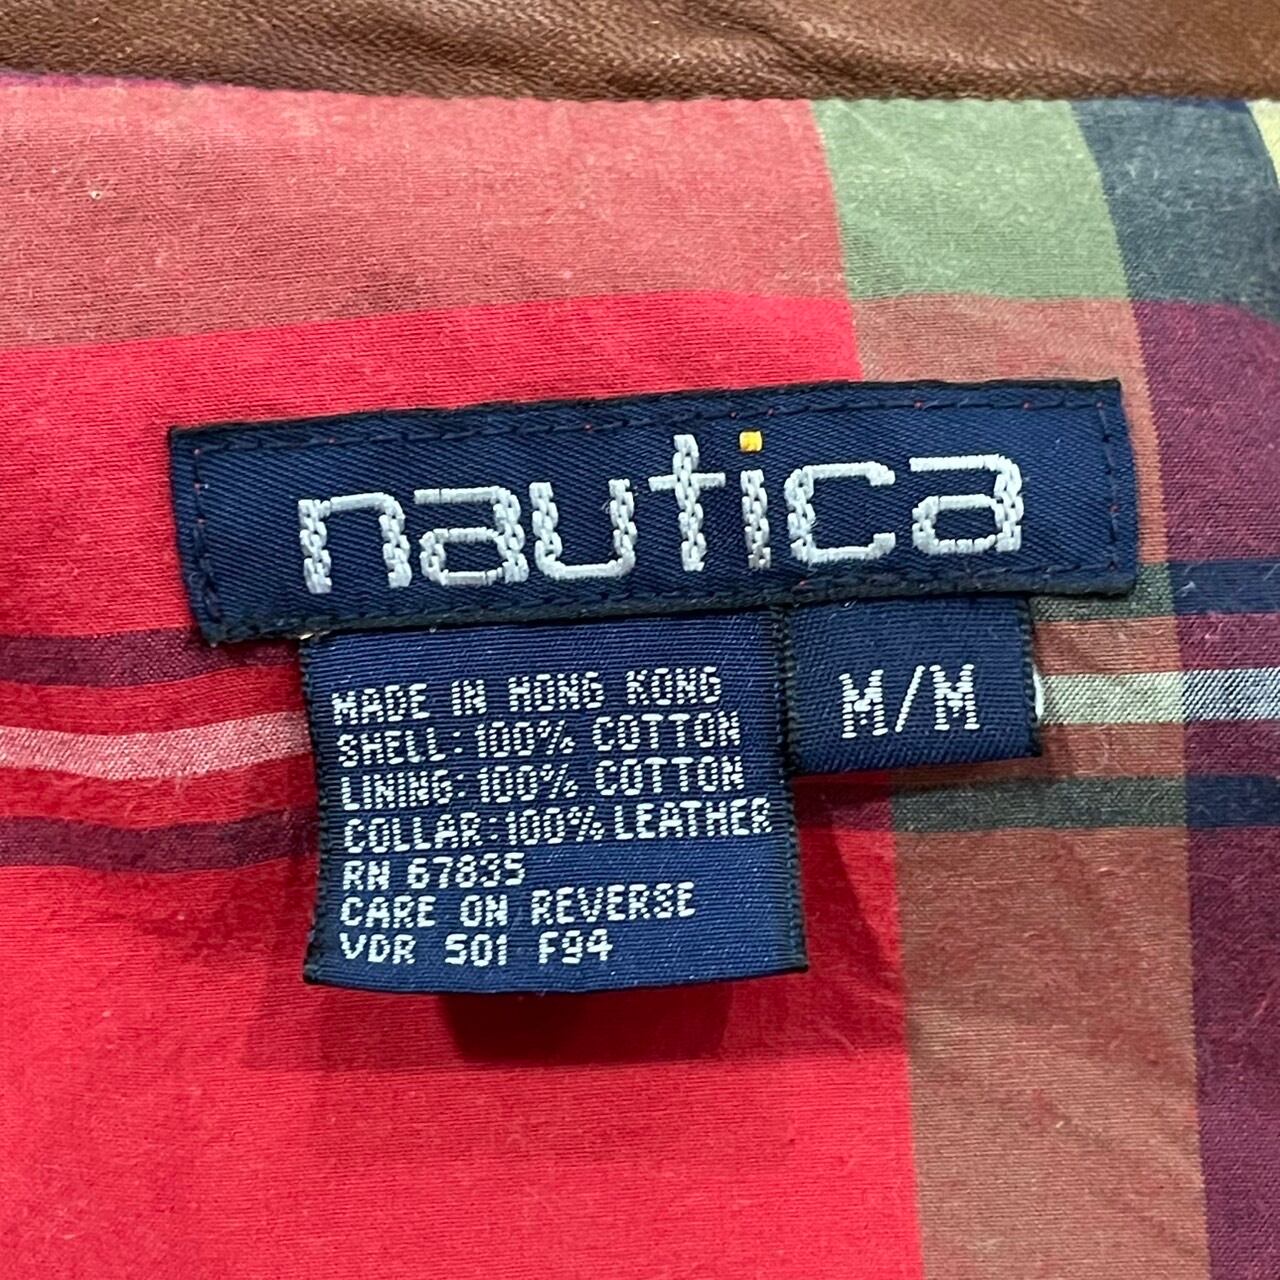 nautica
M/M
MADE IN HONG KONG
SHELL: 100% COTTON
LINING: 100% COTTON
COLLAR: 100% LEATHER
RN 67835
CARE ON REVERSE
VDR 501 F94